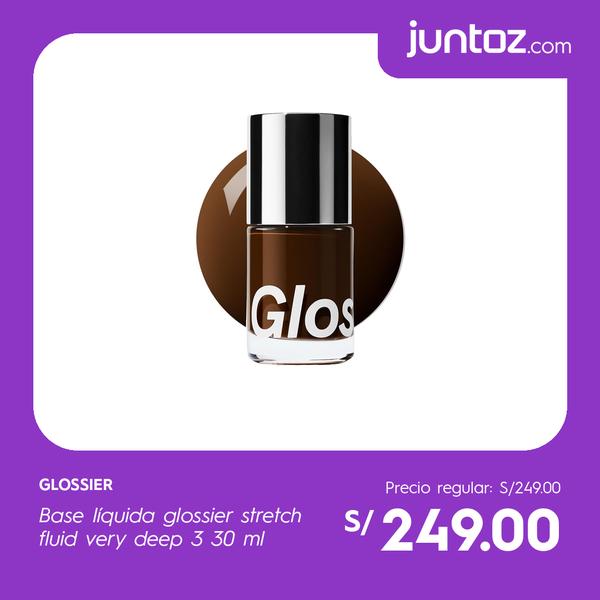 juntoz.com
Glos
GLOSSIER
Base líquida glossier stretch
fluid very deep 3 30 ml
Precio regular: S/249.00
S/249.00